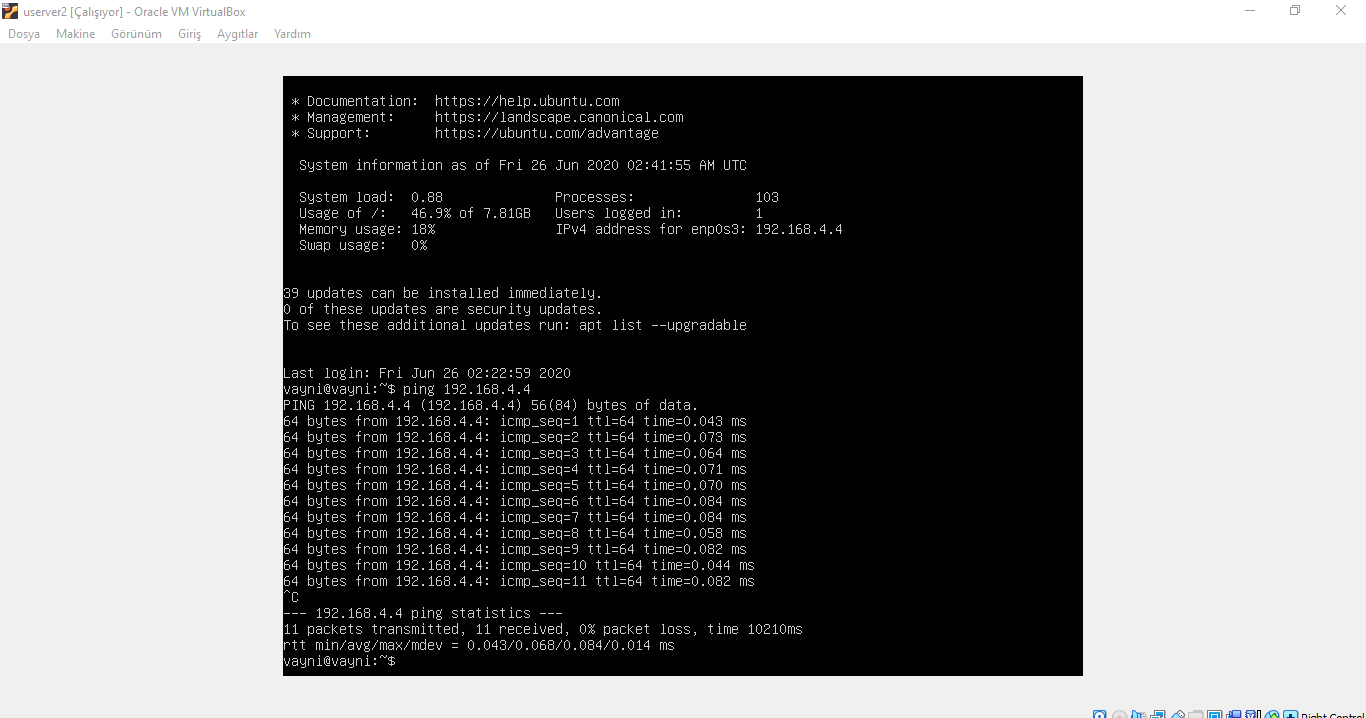 userver2 [Çalışıyor] - Oracle VM VirtualBox
Dosya Makine Görünüm Giriş Aygıtlar Yardım
* Documentation: https://help.ubuntu.com
* Management: https://landscape.canonical.com
* Support: https://ubuntu.com/advantage
System information as of Fri 26 Jun 2020 02:41:55 AM UTC
System load: 0.88 Processes: 103
Usage of /: 46.9% of 7.81GB Users logged in: 1
Memory usage: 18% IPv4 address for enp0s3: 192.168.4.4
Swap usage: 0%
39 updates can be installed immediately.
0 of these updates are security updates.
To see these additional updates run: apt list --upgradable
Last login: Fri Jun 26 02:22:59 2020
vayni@vayni:~$ ping 192.168.4.4
PING 192.168.4.4 (192.168.4.4) 56(84) bytes of data.
64 bytes from 192.168.4.4: icmp_seq=1 ttl=64 time=0.043 ms
64 bytes from 192.168.4.4: icmp_seq=2 ttl=64 time=0.073 ms
64 bytes from 192.168.4.4: icmp_seq=3 ttl=64 time=0.064 ms
64 bytes from 192.168.4.4: icmp_seq=4 ttl=64 time=0.071 ms
64 bytes from 192.168.4.4: icmp_seq=5 ttl=64 time=0.070 ms
64 bytes from 192.168.4.4: icmp_seq=6 ttl=64 time=0.084 ms
64 bytes from 192.168.4.4: icmp_seq=7 ttl=64 time=0.084 ms
64 bytes from 192.168.4.4: icmp_seq=8 ttl=64 time=0.058 ms
64 bytes from 192.168.4.4: icmp_seq=9 ttl=64 time=0.082 ms
64 bytes from 192.168.4.4: icmp_seq=10 ttl=64 time=0.044 ms
64 bytes from 192.168.4.4: icmp_seq=11 ttl=64 time=0.082 ms
^C
--- 192.168.4.4 ping statistics ---
11 packets transmitted, 11 received, 0% packet loss, time 10210ms
rtt min/avg/max/mdev = 0.043/0.068/0.084/0.014 ms
vayni@vayni:~$
Right Control